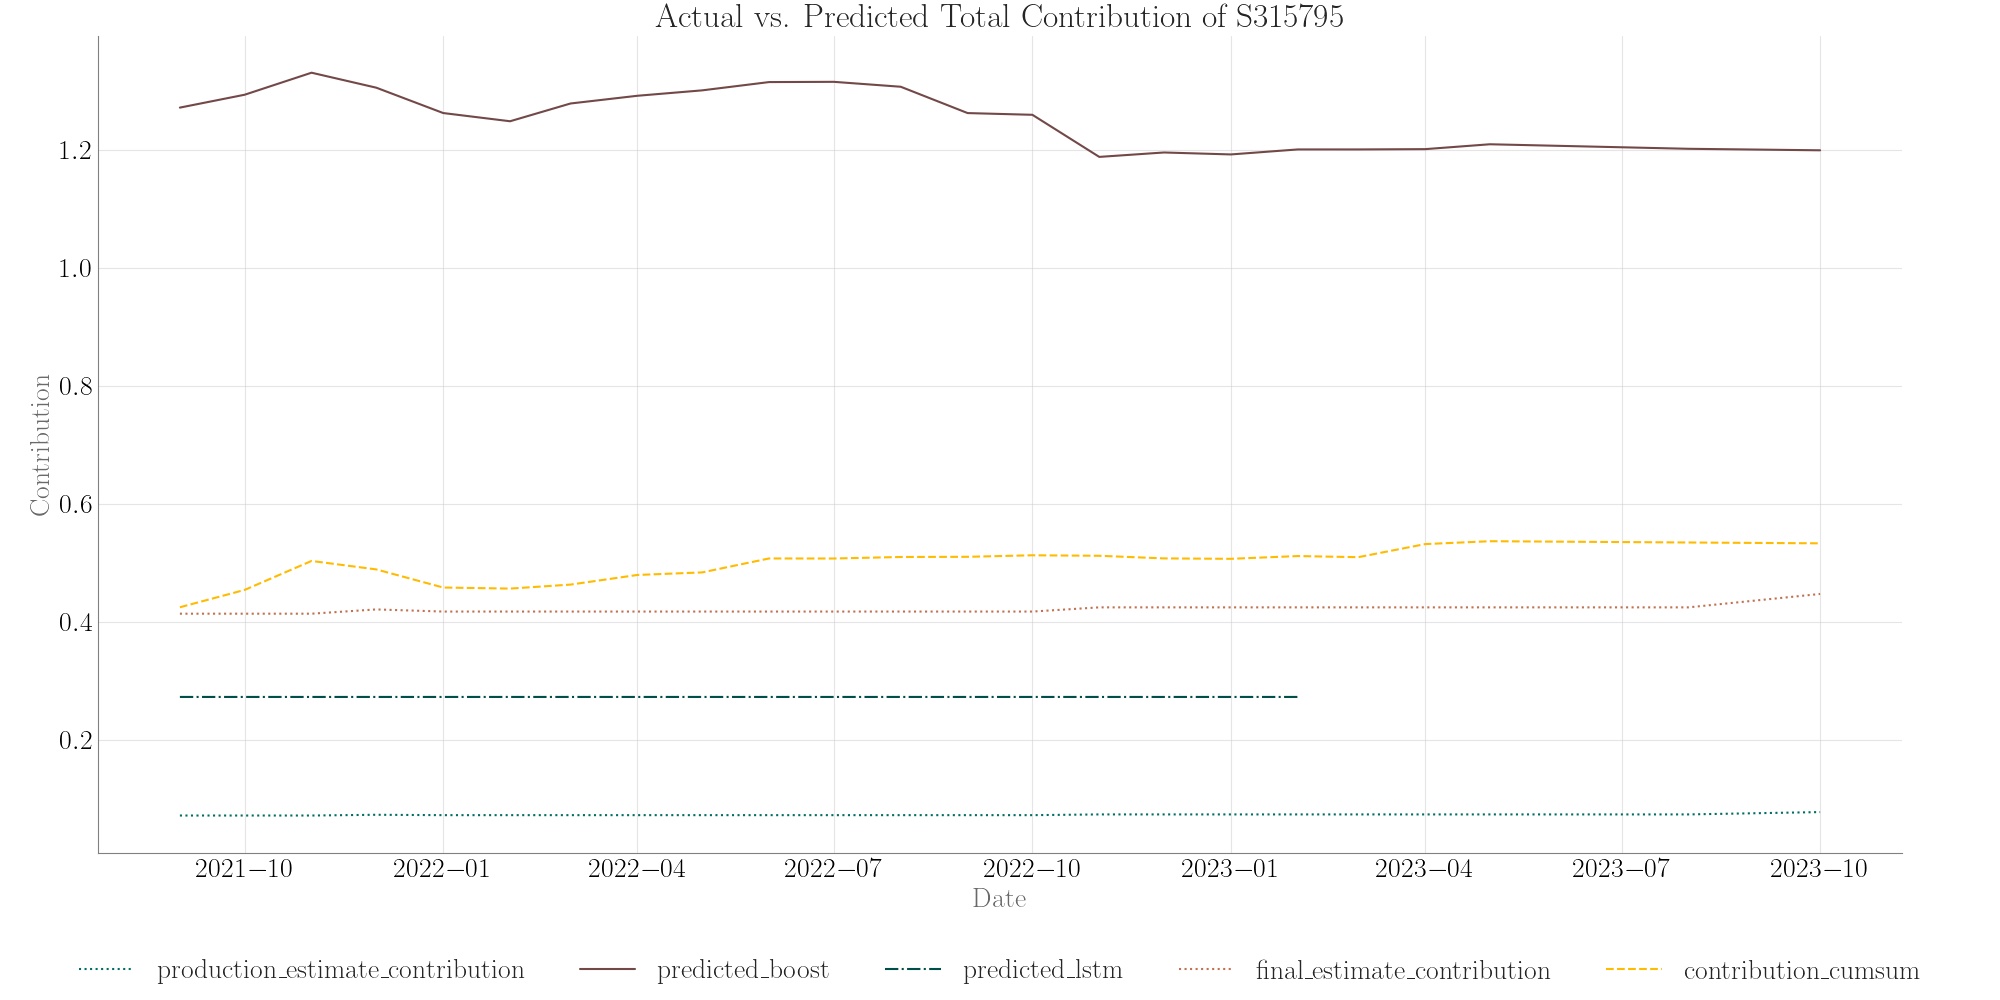 Actual vs. Predicted Total Contribution of S315795
Contribution
1.2
1.0
0.8
0.6
0.4
0.2
2021−10 2022−01 2022−04 2022−07 2022−10 2023−01 2023−04 2023−07 2023−10
Date
production_estimate_contribution predicted_boost predicted_lstm final_estimate_contribution contribution_cumsum